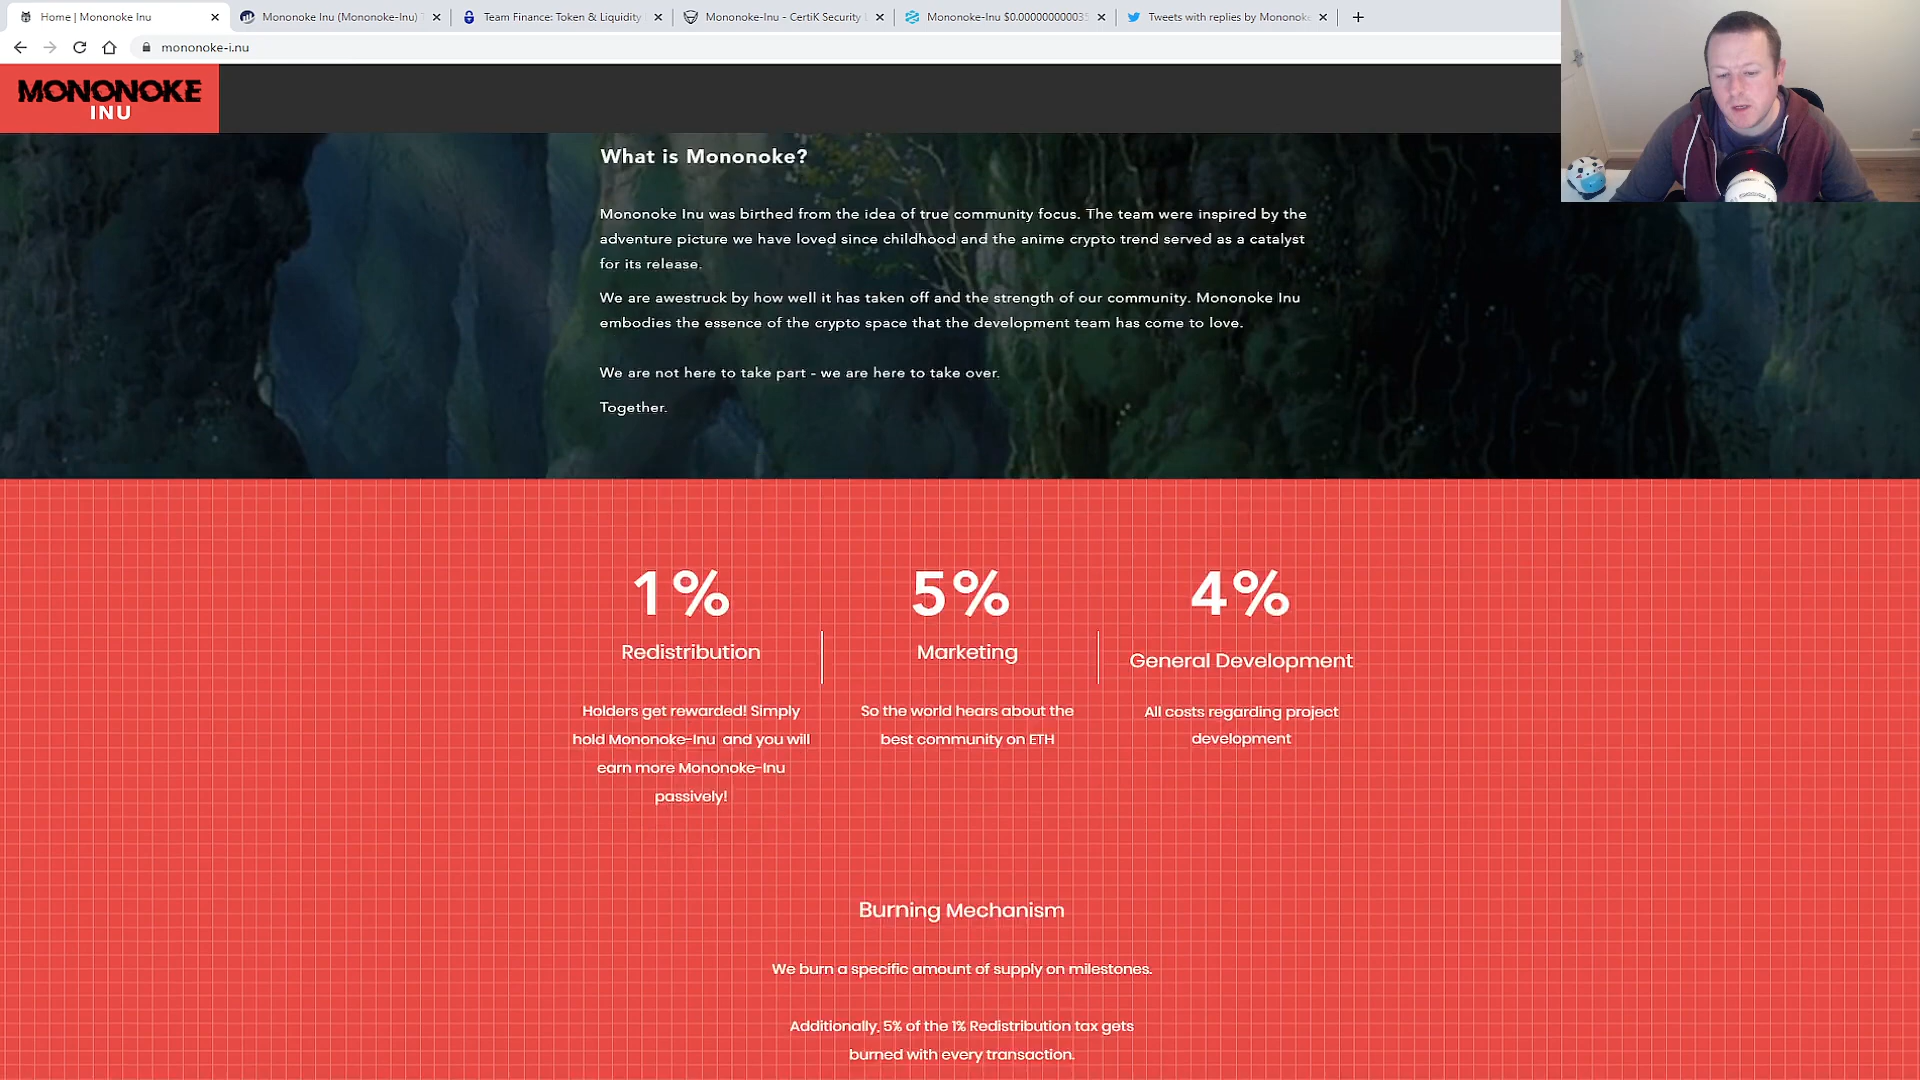 Home | Mononoke Inu
Mononoke Inu (Mononoke-Inu) T
Team Finance: Token & Liquidity
Mononoke-Inu - CertiK Security L
Mononoke-Inu $0.000000000035
Tweets with replies by Mononoke
mononoke-i.nu
MONONOKE
INU
What is Mononoke?
Mononoke Inu was birthed from the idea of true community focus. The team were inspired by the
adventure picture we have loved since childhood and the anime crypto trend served as a catalyst
for its release.
We are awestruck by how well it has taken off and the strength of our community. Mononoke Inu
embodies the essence of the crypto space that the development team has come to love.
We are not here to take part - we are here to take over.
Together.
1%
5%
4%
Redistribution
Marketing
General Development
Holders get rewarded! Simply
hold Mononoke-Inu and you will
earn more Mononoke-Inu
passively!
So the world hears about the
best community on ETH
All costs regarding project
development
Burning Mechanism
We burn a specific amount of supply on milestones.
Additionally, 5% of the 1% Redistribution tax gets
burned with every transaction.